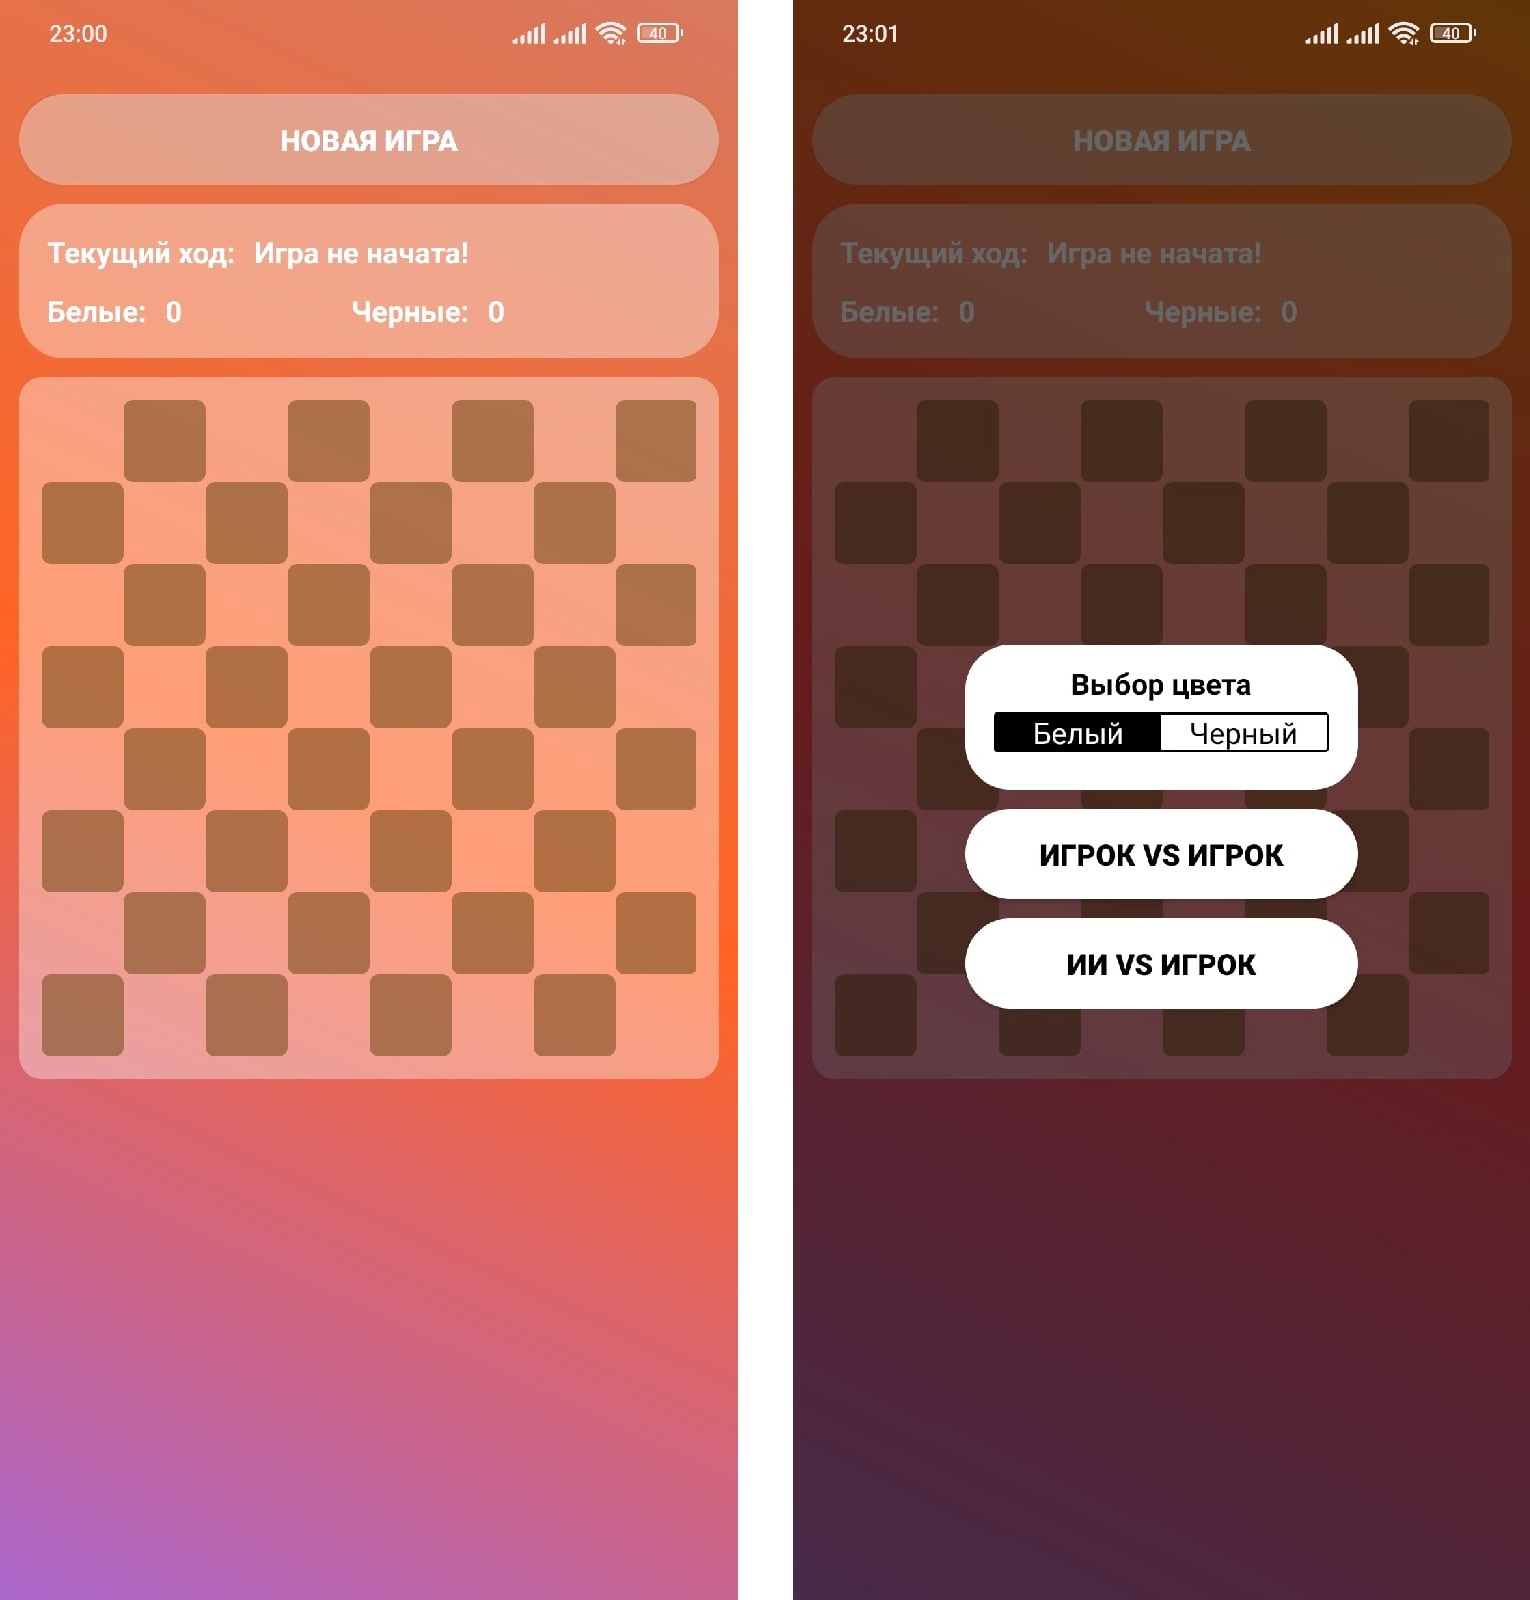 23:00
40
НОВАЯ ИГРА
Текущий ход: Игра не начата!
Белые: 0 Черные: 0
23:01
40
НОВАЯ ИГРА
Текущий ход: Игра не начата!
Белые: 0 Черные: 0
Выбор цвета
Белый Черный
ИГРОК VS ИГРОК
ИИ VS ИГРОК